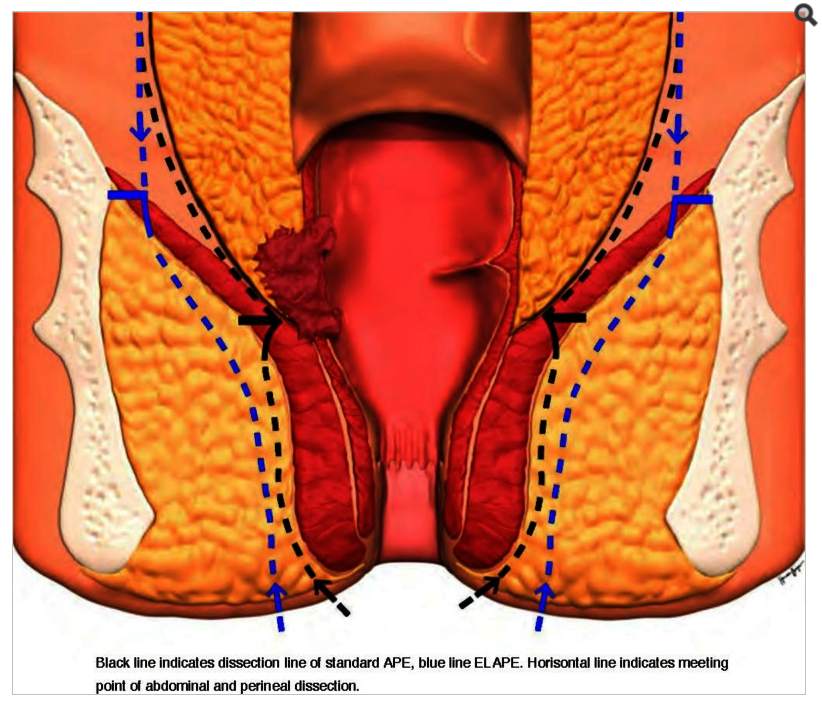 Black line indicates dissection line of standard APE, blue line ELAPE. Horisontal line indicates meeting
point of abdominal and perineal dissection.